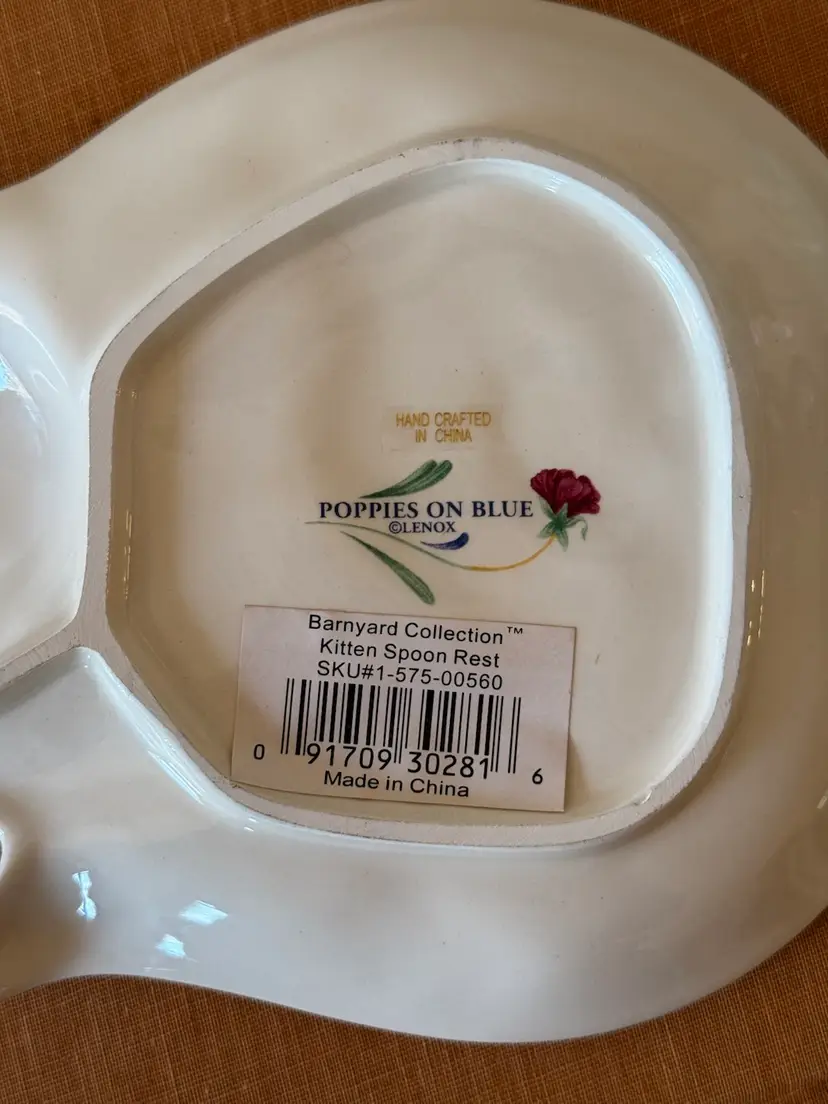 HAND CRAFTED
IN CHINA
POPPIES ON BLUE
©LENOX
Barnyard Collection™
Kitten Spoon Rest
SKU#1-575-00560
0 91709 30281 6
Made in China